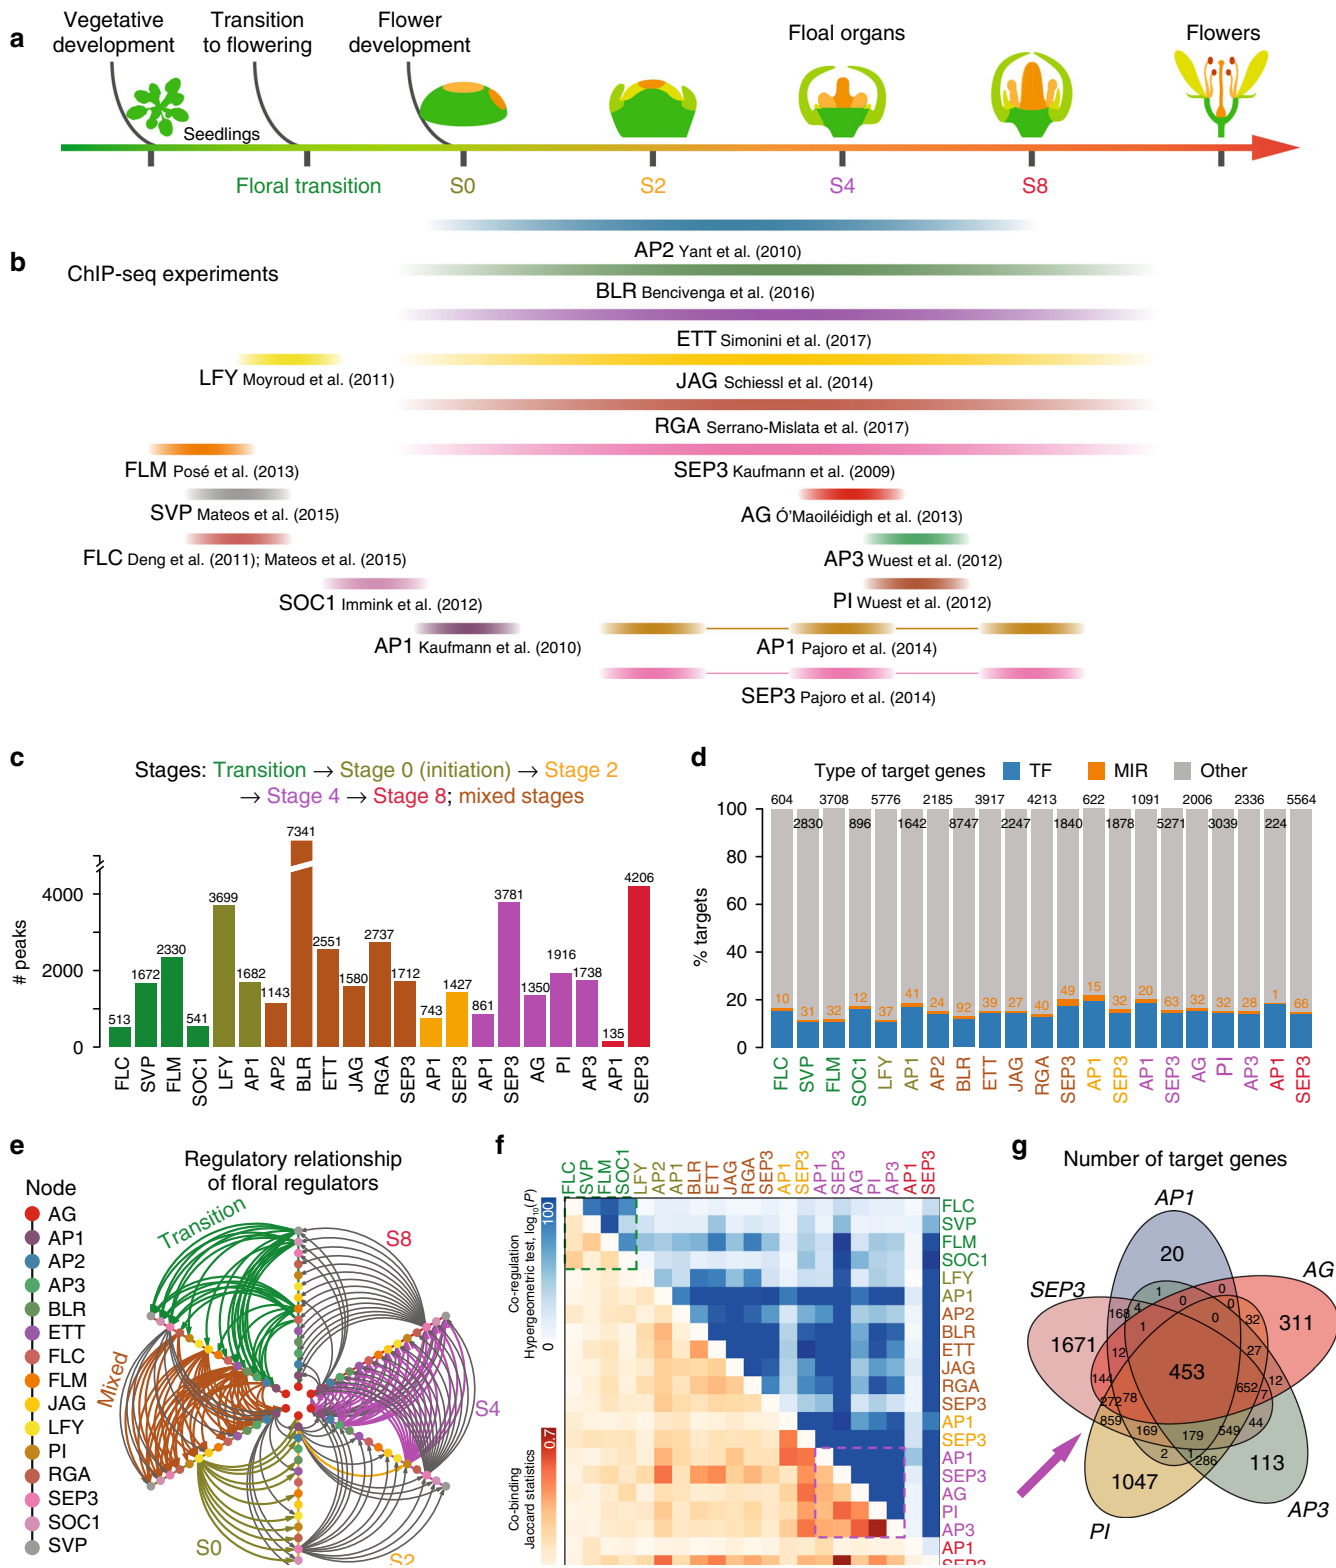 a
Vegetative
development
Transition
to flowering
Flower
development
Floal organs
Flowers
Seedlings
Floral transition
S0
S2
S4
S8
b
ChIP-seq experiments
AP2 Yant et al. (2010)
BLR Bencivenga et al. (2016)
ETT Simonini et al. (2017)
LFY Moyroud et al. (2011)
JAG Schiessl et al. (2014)
RGA Serrano-Mislata et al. (2017)
FLM Posé et al. (2013)
SEP3 Kaufmann et al. (2009)
SVP Mateos et al. (2015)
AG Ó'Maoiléidigh et al. (2013)
FLC Deng et al. (2011); Mateos et al. (2015)
AP3 Wuest et al. (2012)
SOC1 Immink et al. (2012)
PI Wuest et al. (2012)
AP1 Kaufmann et al. (2010)
AP1 Pajoro et al. (2014)
SEP3 Pajoro et al. (2014)
c
Stages: Transition → Stage 0 (initiation) → Stage 2
→ Stage 4 → Stage 8; mixed stages
# peaks
4000
2000
0
513
1672
2330
541
3699
1682
1143
7341
2551
1580
2737
1712
743
1427
861
3781
1350
1916
1738
135
4206
FLC
SVP
FLM
SOC1
LFY
AP1
AP2
BLR
ETT
JAG
RGA
SEP3
AP1
SEP3
AP1
SEP3
AG
PI
AP3
AP1
SEP3
d
Type of target genes TF MIR Other
% targets
100
80
60
40
20
0
604 3708 5776 2185 3917 4213 622 1091 2006 2336 5564
2830 896 1642 8747 2247 1840 1878 5271 3039 224
10 31 32 12 37 41 24 92 39 27 40 49 15 32 20 63 32 32 28 1 66
FLC
SVP
FLM
SOC1
LFY
AP1
AP2
BLR
ETT
JAG
RGA
SEP3
AP1
SEP3
AP1
SEP3
AG
PI
AP3
AP1
SEP3
e
Regulatory relationship
of floral regulators
Node
AG
AP1
AP2
AP3
BLR
ETT
FLC
FLM
JAG
LFY
PI
RGA
SEP3
SOC1
SVP
Transition
S8
Mixed
S4
S0
S2
f
FLC
SVP
FLM
SOC1
LFY
AP2
AP1
BLR
ETT
JAG
RGA
SEP3
AP1
SEP3
AP1
SEP3
AG
PI
AP3
AP1
SEP3
Co-regulation
Hypergeometric test, log10(P)
0
100
Co-binding
Jaccard statistics
0.7
FLC
SVP
FLM
SOC1
LFY
AP1
AP2
BLR
ETT
JAG
RGA
SEP3
AP1
SEP3
AP1
SEP3
AG
PI
AP3
AP1
SEP3
g
Number of target genes
AP1
AG
SEP3
PI
AP3
20
311
1671
1047
113
453
1
0
0
0
168
4
1
32
12
27
144
272
78
652
7
12
859
169
179
549
44
2
1
286